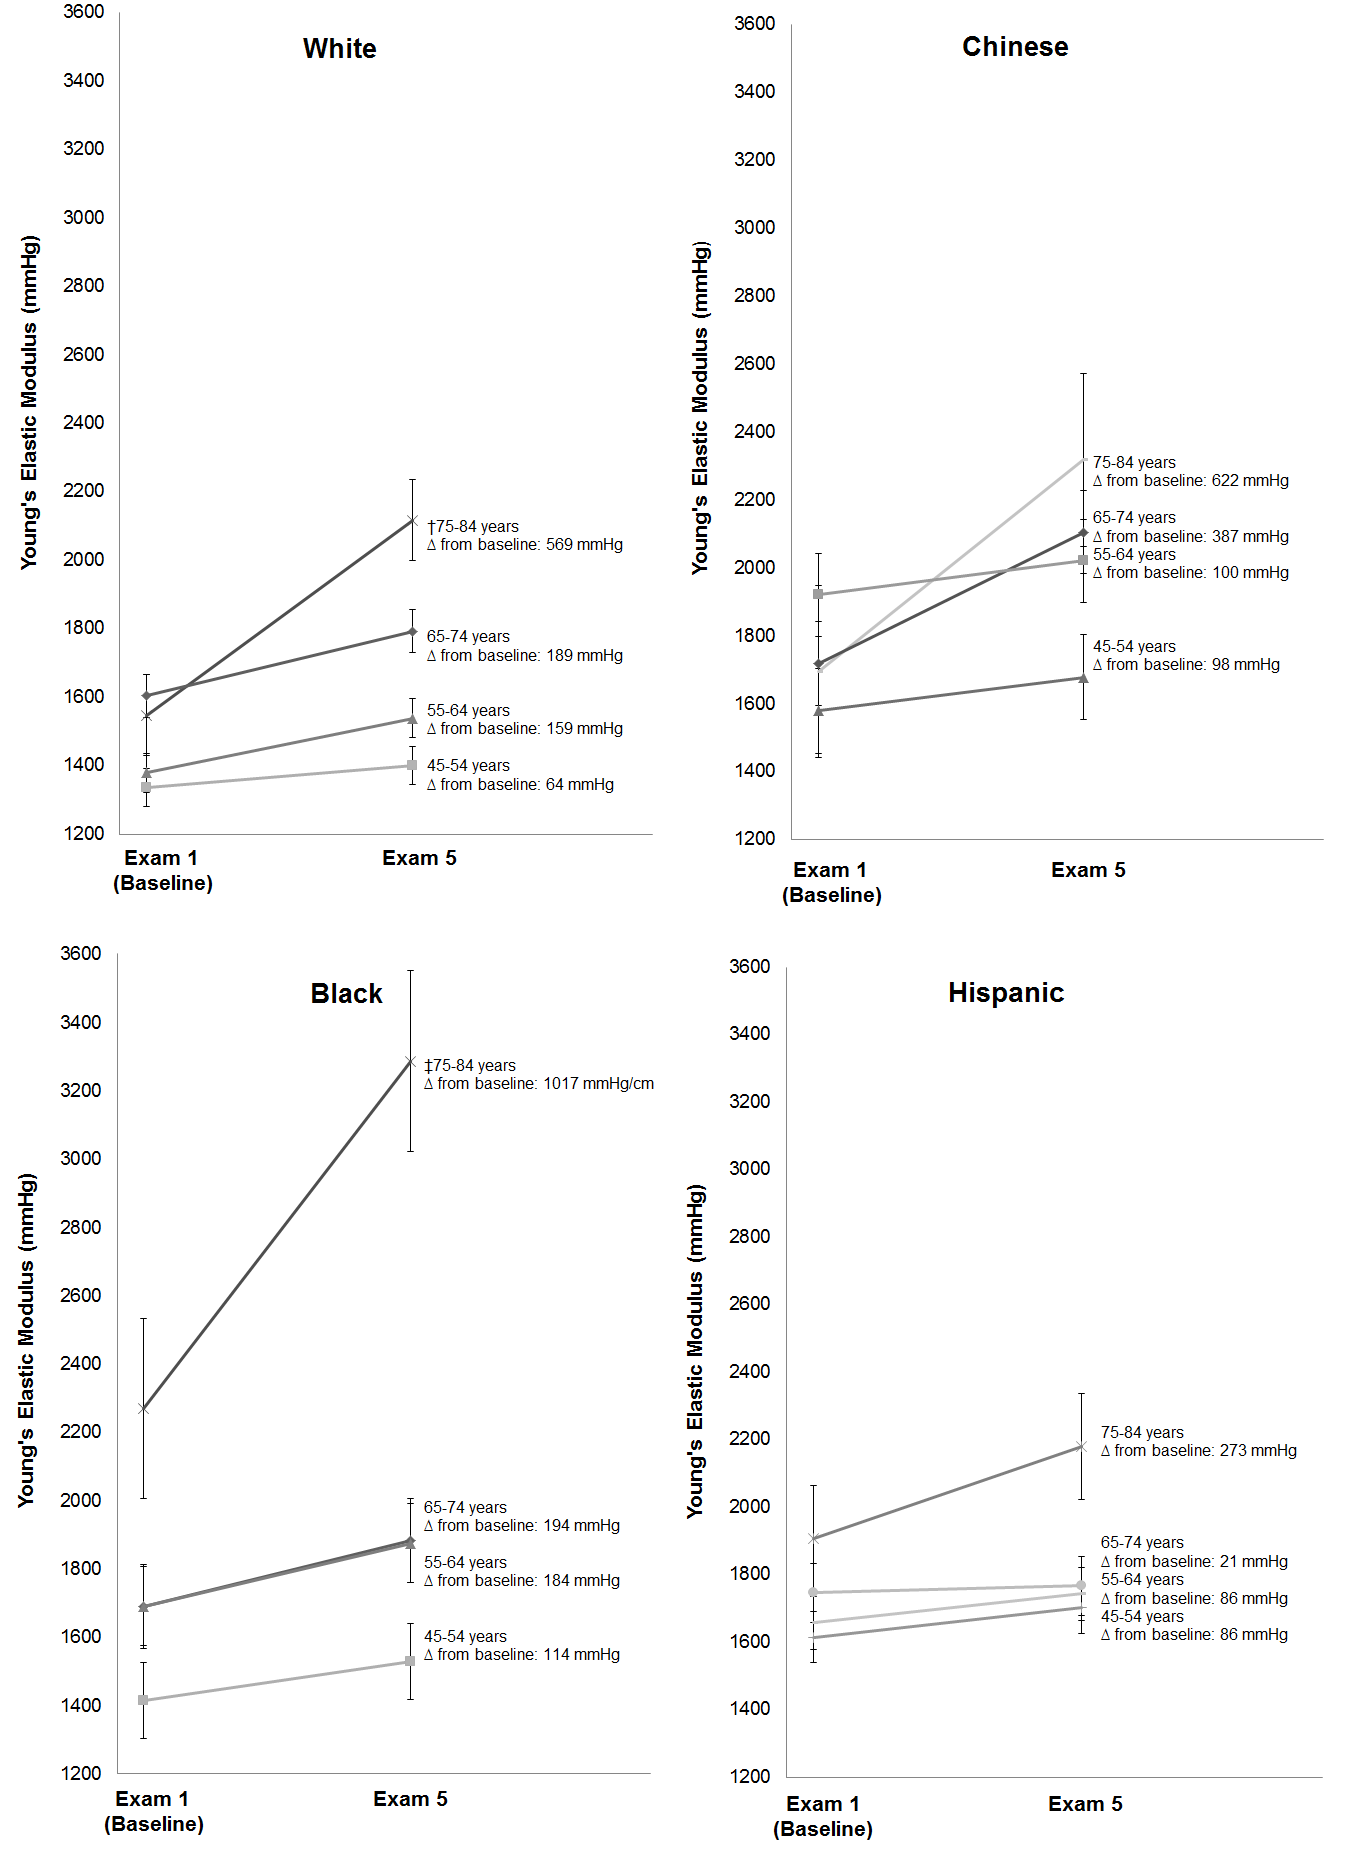 White
Young's Elastic Modulus (mmHg)
3600
3400
3200
3000
2800
2600
2400
2200
2000
1800
1600
1400
1200
†75-84 years
Δ from baseline: 569 mmHg
65-74 years
Δ from baseline: 189 mmHg
55-64 years
Δ from baseline: 159 mmHg
45-54 years
Δ from baseline: 64 mmHg
Exam 1
(Baseline)
Exam 5
Chinese
Young's Elastic Modulus (mmHg)
3600
3400
3200
3000
2800
2600
2400
2200
2000
1800
1600
1400
1200
75-84 years
Δ from baseline: 622 mmHg
65-74 years
Δ from baseline: 387 mmHg
55-64 years
Δ from baseline: 100 mmHg
45-54 years
Δ from baseline: 98 mmHg
Exam 1
(Baseline)
Exam 5
Black
Young's Elastic Modulus (mmHg)
3600
3400
3200
3000
2800
2600
2400
2200
2000
1800
1600
1400
1200
‡75-84 years
Δ from baseline: 1017 mmHg/cm
65-74 years
Δ from baseline: 194 mmHg
55-64 years
Δ from baseline: 184 mmHg
45-54 years
Δ from baseline: 114 mmHg
Exam 1
(Baseline)
Exam 5
Hispanic
Young's Elastic Modulus (mmHg)
3600
3400
3200
3000
2800
2600
2400
2200
2000
1800
1600
1400
1200
75-84 years
Δ from baseline: 273 mmHg
65-74 years
Δ from baseline: 21 mmHg
55-64 years
Δ from baseline: 86 mmHg
45-54 years
Δ from baseline: 86 mmHg
Exam 1
(Baseline)
Exam 5